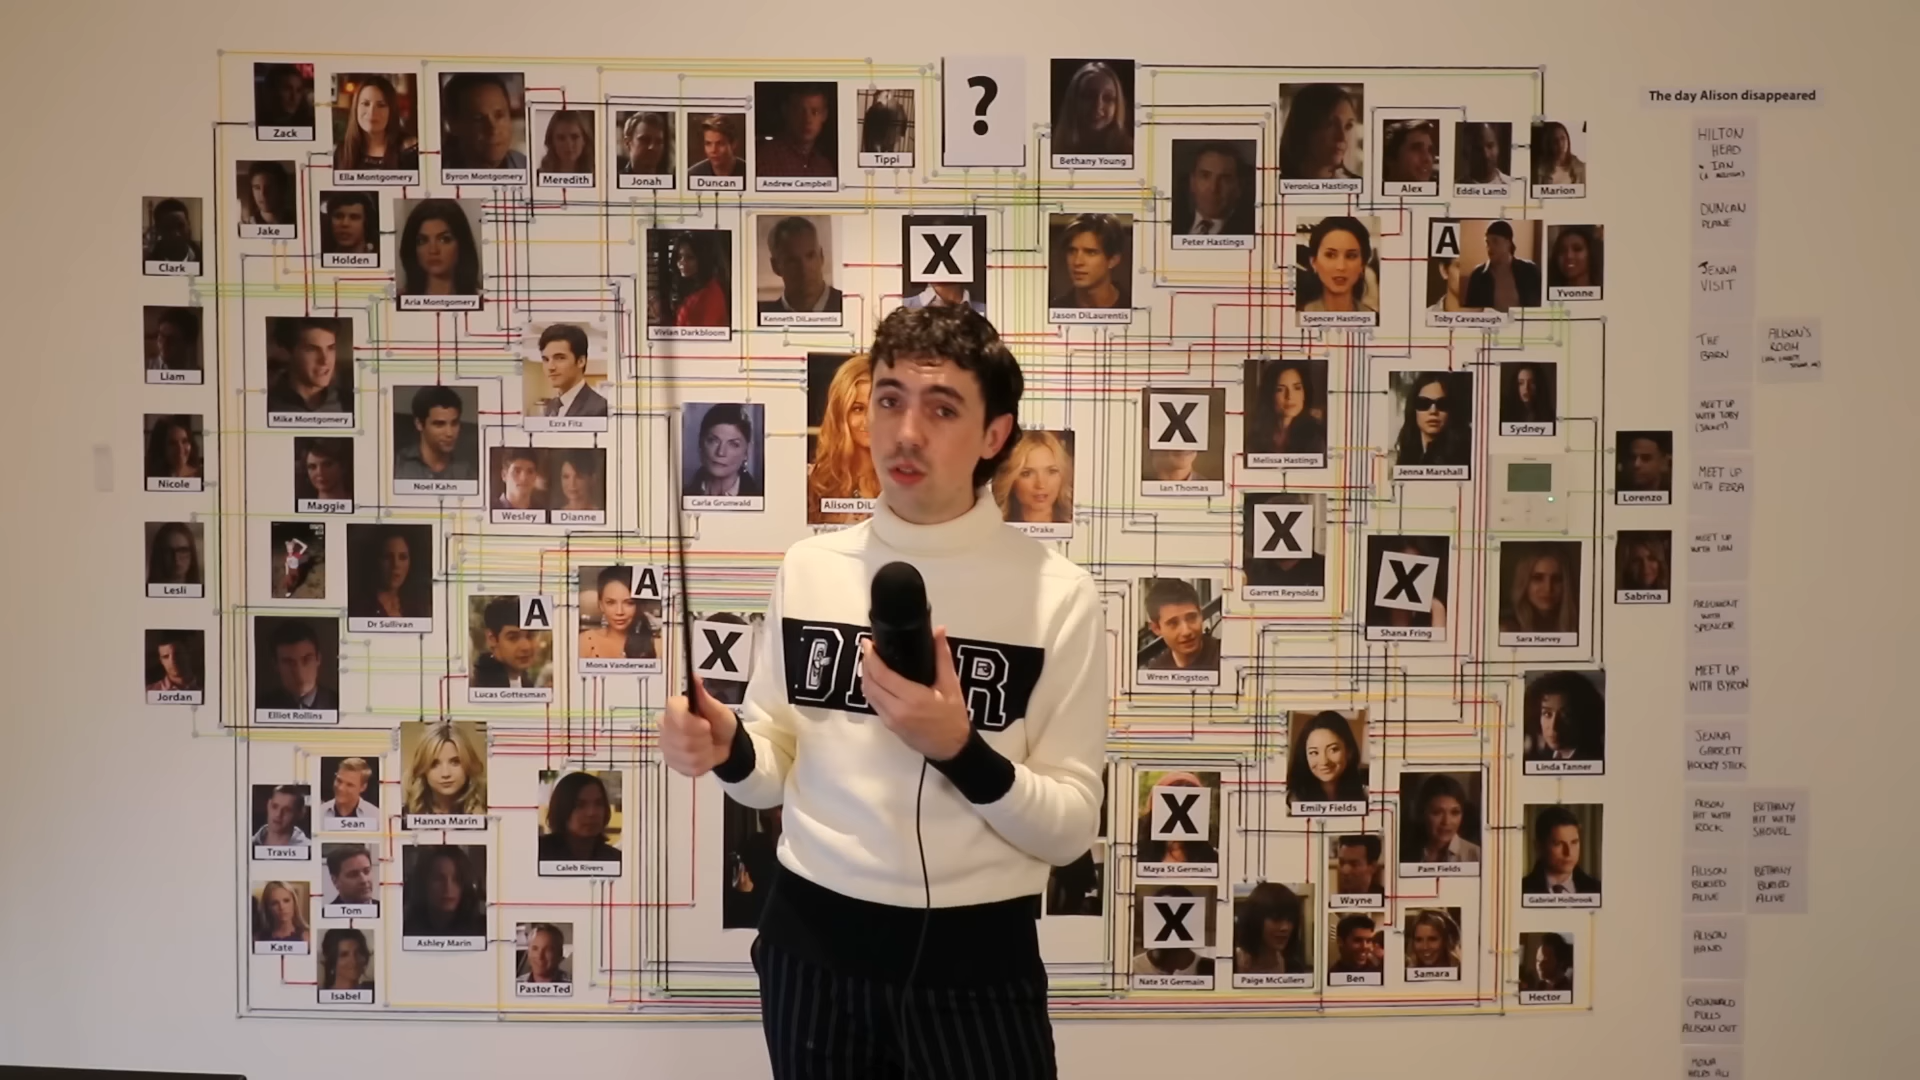 ?
The day Alison disappeared
Zack
Ella Montgomery
Byron Montgomery
Meredith
Jonah
Duncan
Andrew Campbell
Tippi
Bethany Young
Veronica Hastings
Alex
Eddie Lamb
Marion
Jake
Holden
Clark
Aria Montgomery
Vivian Darkbloom
Kenneth DiLaurentis
X
Jason DiLaurentis
Peter Hastings
Spencer Hastings
A
Toby Cavanaugh
Yvonne
Liam
Mike Montgomery
Ezra Fitz
Noel Kahn
Nicole
Maggie
Wesley
Dianne
Carla Grunwald
Alison DiL
Drake
X
Ian Thomas
Melissa Hastings
Jenna Marshall
Sydney
Lorenzo
X
Garrett Reynolds
X
Shana Fring
Sara Harvey
Sabrina
Lesli
Dr Sullivan
A
Lucas Gottesman
A
Mona Vanderwaal
X
Wren Kingston
Jordan
Elliot Rollins
Linda Tanner
Hanna Marin
Sean
Travis
Tom
Kate
Isabel
Ashley Marin
Caleb Rivers
Pastor Ted
X
Maya St Germain
X
Nate St Germain
Paige McCullers
Emily Fields
Wayne
Pam Fields
Ben
Samara
Gabriel Holbrook
Hector
HILTON
HEAD
IAN
DUNCAN
PLANE
JENNA
VISIT
THE
BARN
ALISON'S
ROOM
MEET UP
WITH TOBY
MEET UP
WITH EZRA
MEET UP
WITH IAN
ARGUMENT
WITH
SPENCER
MEET UP
WITH BYRON
JENNA
GARRETT
HOCKEY STICK
ALISON
HIT WITH
ROCK
BETHANY
HIT WITH
SHOVEL
ALISON
BURIED
ALIVE
BETHANY
BURIED
ALIVE
ALISON
HAND
GRUNWALD
PULLS
ALISON OUT
MONA
HELPS ALI